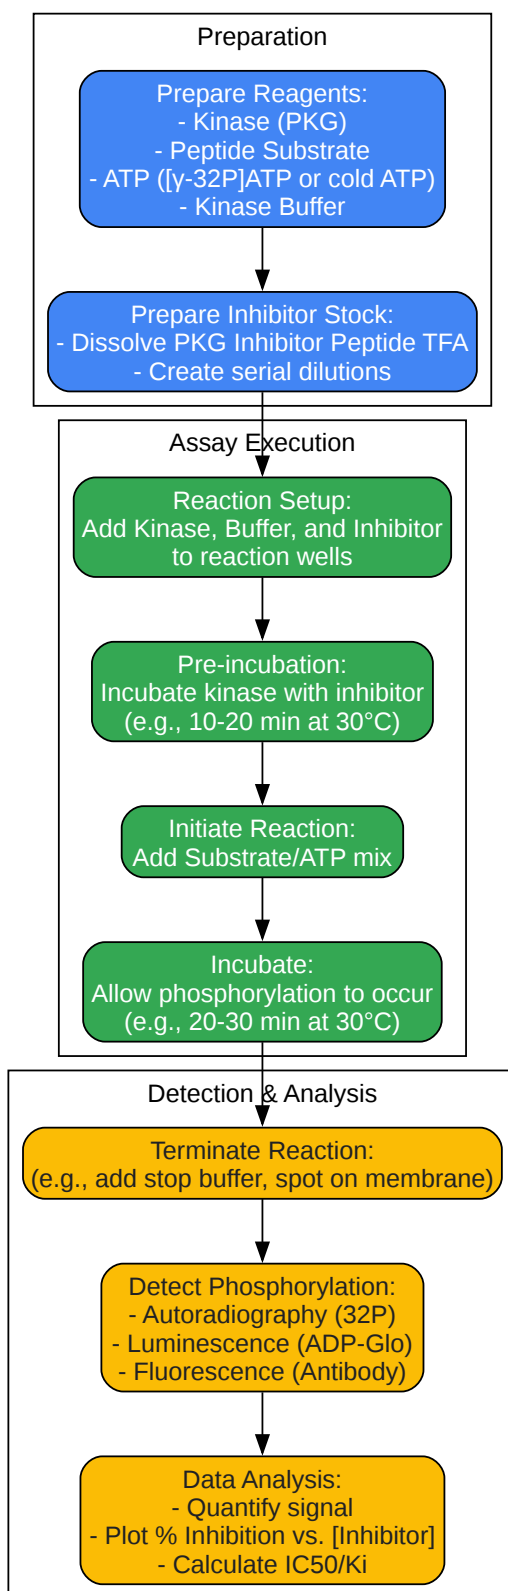 Preparation
Prepare Reagents:
- Kinase (PKG)
- Peptide Substrate
- ATP ([γ-32P]ATP or cold ATP)
- Kinase Buffer
Prepare Inhibitor Stock:
- Dissolve PKG Inhibitor Peptide TFA
- Create serial dilutions
Assay Execution
Reaction Setup:
Add Kinase, Buffer, and Inhibitor
to reaction wells
Pre-incubation:
Incubate kinase with inhibitor
(e.g., 10-20 min at 30°C)
Initiate Reaction:
Add Substrate/ATP mix
Incubate:
Allow phosphorylation to occur
(e.g., 20-30 min at 30°C)
Detection & Analysis
Terminate Reaction:
(e.g., add stop buffer, spot on membrane)
Detect Phosphorylation:
- Autoradiography (32P)
- Luminescence (ADP-Glo)
- Fluorescence (Antibody)
Data Analysis:
- Quantify signal
- Plot % Inhibition vs. [Inhibitor]
- Calculate IC50/Ki